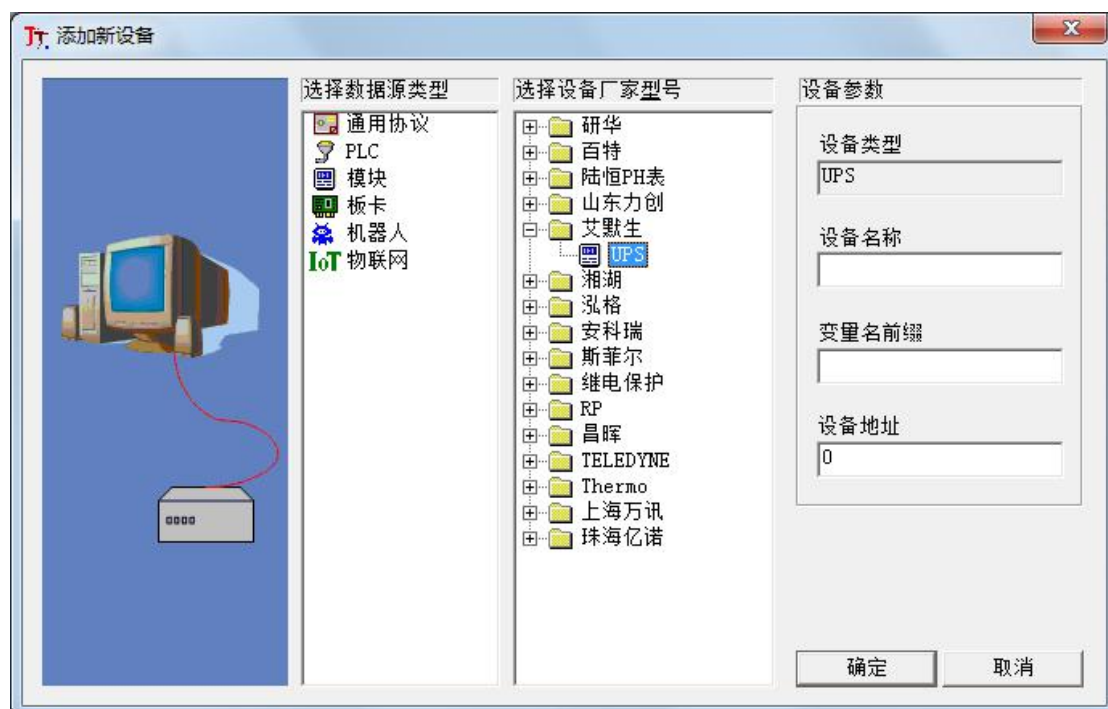 添加新设备
选择数据源类型
通用协议
PLC
模块
板卡
机器人
IoT 物联网
选择设备厂家型号
研华
百特
陆恒PH表
山东力创
艾默生
UPS
湘湖
泓格
安科瑞
斯菲尔
继电保护
RP
昌晖
TELEDYNE
Thermo
上海万讯
珠海亿诺
设备参数
设备类型
UPS
设备名称
变量名前缀
设备地址
0
确定
取消